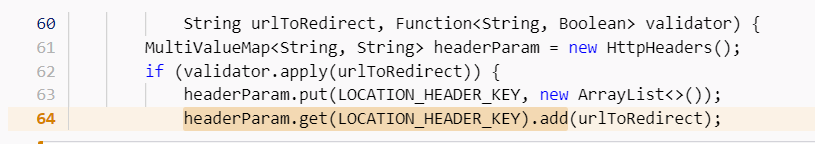 60 String urlToRedirect, Function<String, Boolean> validator) {
61 MultiValueMap<String, String> headerParam = new HttpHeaders();
62 if (validator.apply(urlToRedirect)) {
63 headerParam.put(LOCATION_HEADER_KEY, new ArrayList<>());
64 headerParam.get(LOCATION_HEADER_KEY).add(urlToRedirect);